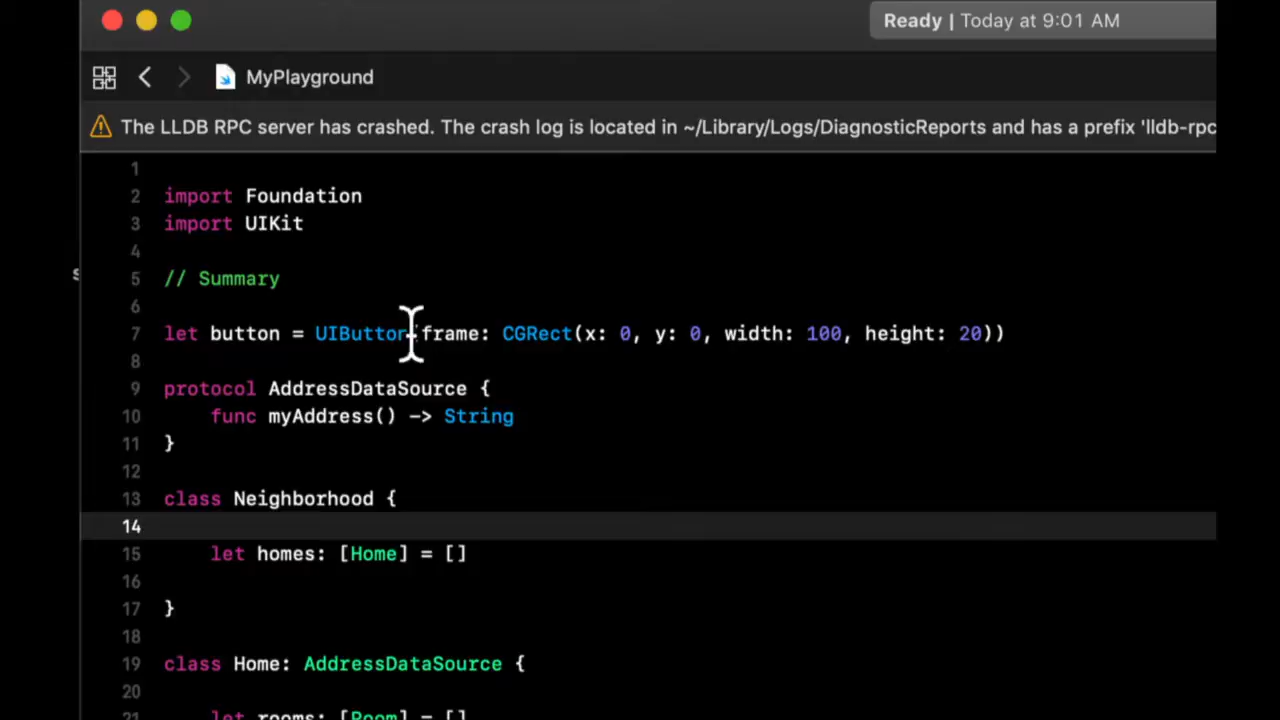 Ready | Today at 9:01 AM
MyPlayground
The LLDB RPC server has crashed. The crash log is located in ~/Library/Logs/DiagnosticReports and has a prefix 'lldb-rpc
1
2 import Foundation
3 import UIKit
4
5 // Summary
6
7 let button = UIButton(frame: CGRect(x: 0, y: 0, width: 100, height: 20))
8
9 protocol AddressDataSource {
10 func myAddress() -> String
11 }
12
13 class Neighborhood {
14
15 let homes: [Home] = []
16
17 }
18
19 class Home: AddressDataSource {
20
21 let rooms: [Room] = []